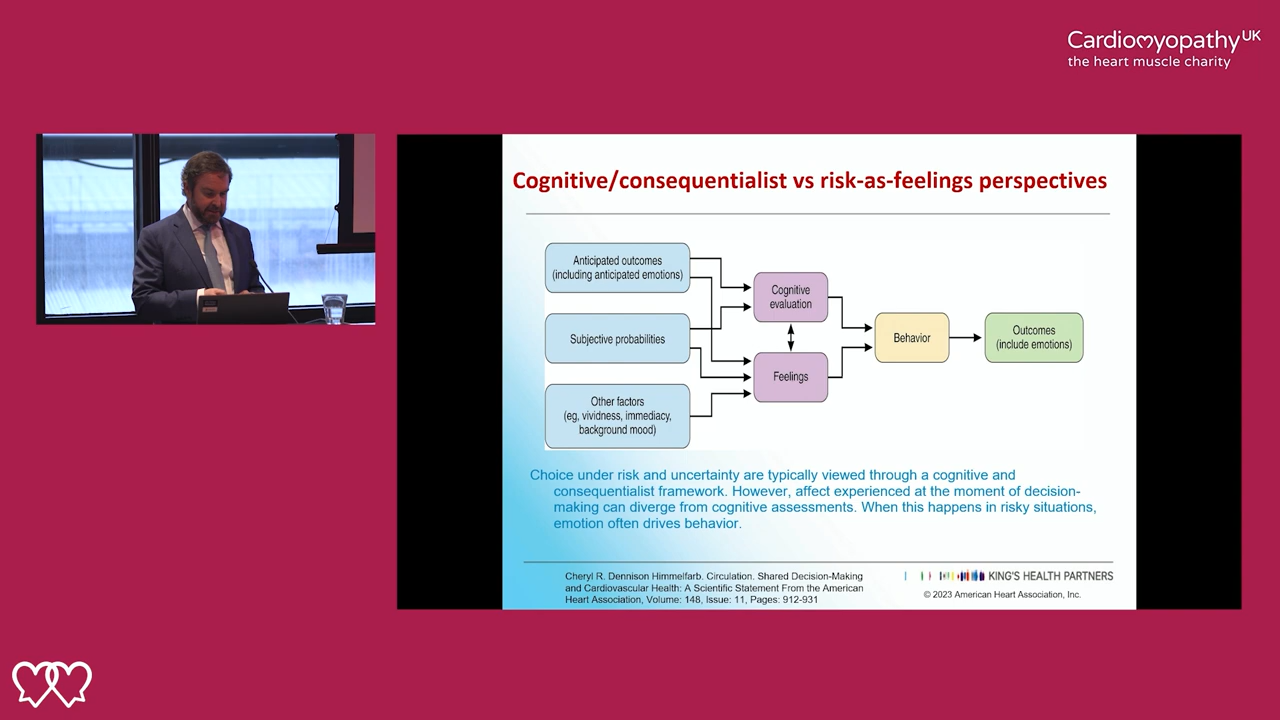 Cardiomyopathy UK
the heart muscle charity
Cognitive/consequentialist vs risk-as-feelings perspectives
Anticipated outcomes
(including anticipated emotions)
Subjective probabilities
Other factors
(eg, vividness, immediacy,
background mood)
Cognitive
evaluation
Feelings
Behavior
Outcomes
(include emotions)
Choice under risk and uncertainty are typically viewed through a cognitive and
consequentialist framework. However, affect experienced at the moment of decision-
making can diverge from cognitive assessments. When this happens in risky situations,
emotion often drives behavior.
Cheryl R. Dennison Himmelfarb. Circulation. Shared Decision-Making
and Cardiovascular Health: A Scientific Statement From the American
Heart Association, Volume: 148, Issue: 11, Pages: 912-931
KING'S HEALTH PARTNERS
© 2023 American Heart Association, Inc.